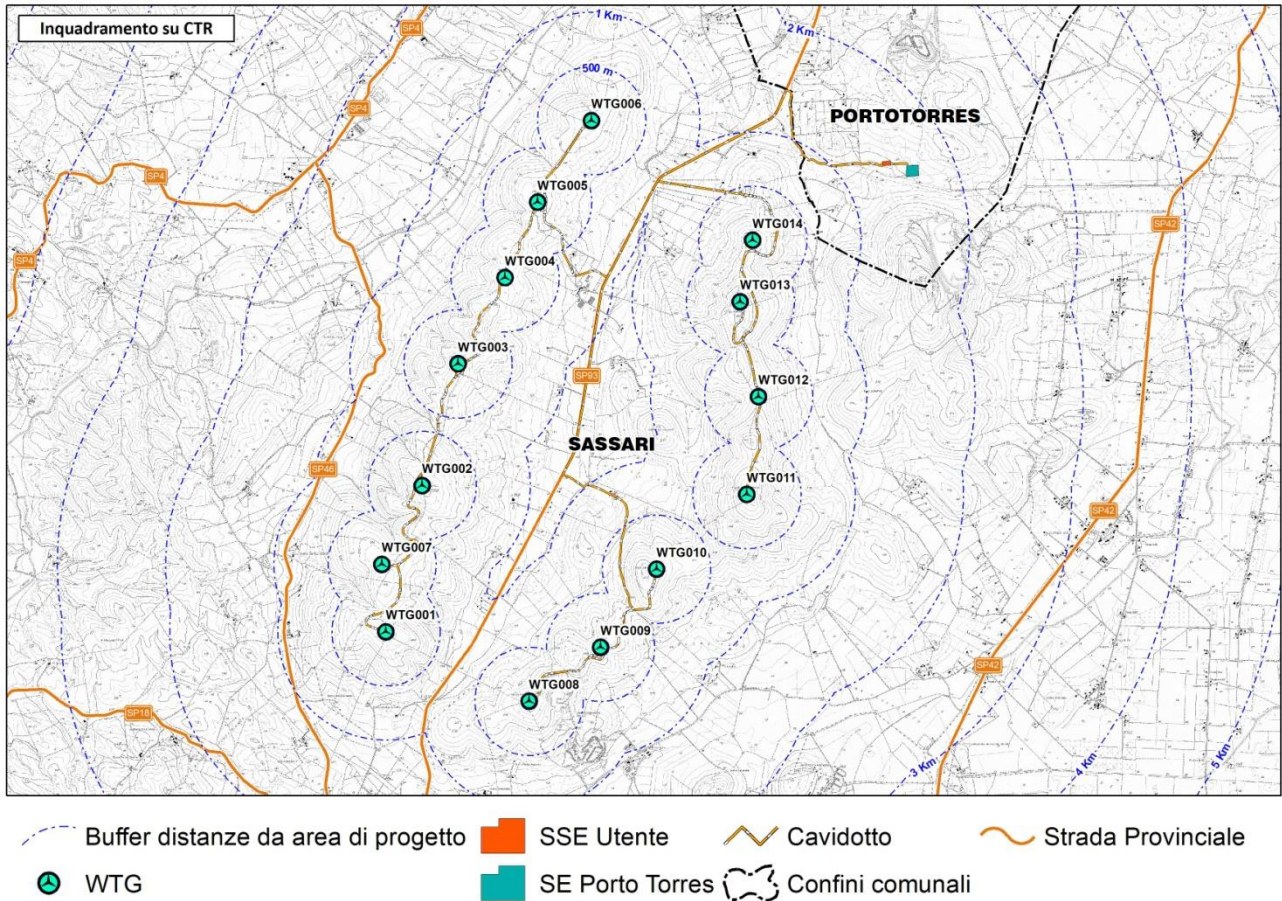 Inquadramento su CTR
SP4
1 Km
2 Km
500 m
WTG006
SP4
PORTOTORRES
SP4
WTG005
SP42
WTG014
SP4
WTG004
WTG013
WTG003
SP93
WTG012
SASSARI
SP46
WTG002
WTG011
SP42
WTG007
WTG010
WTG001
WTG009
SP42
WTG008
SP18
3 Km
4 Km
5 Km
Buffer distanze da area di progetto
SSE Utente
Cavidotto
Strada Provinciale
WTG
SE Porto Torres
Confini comunali